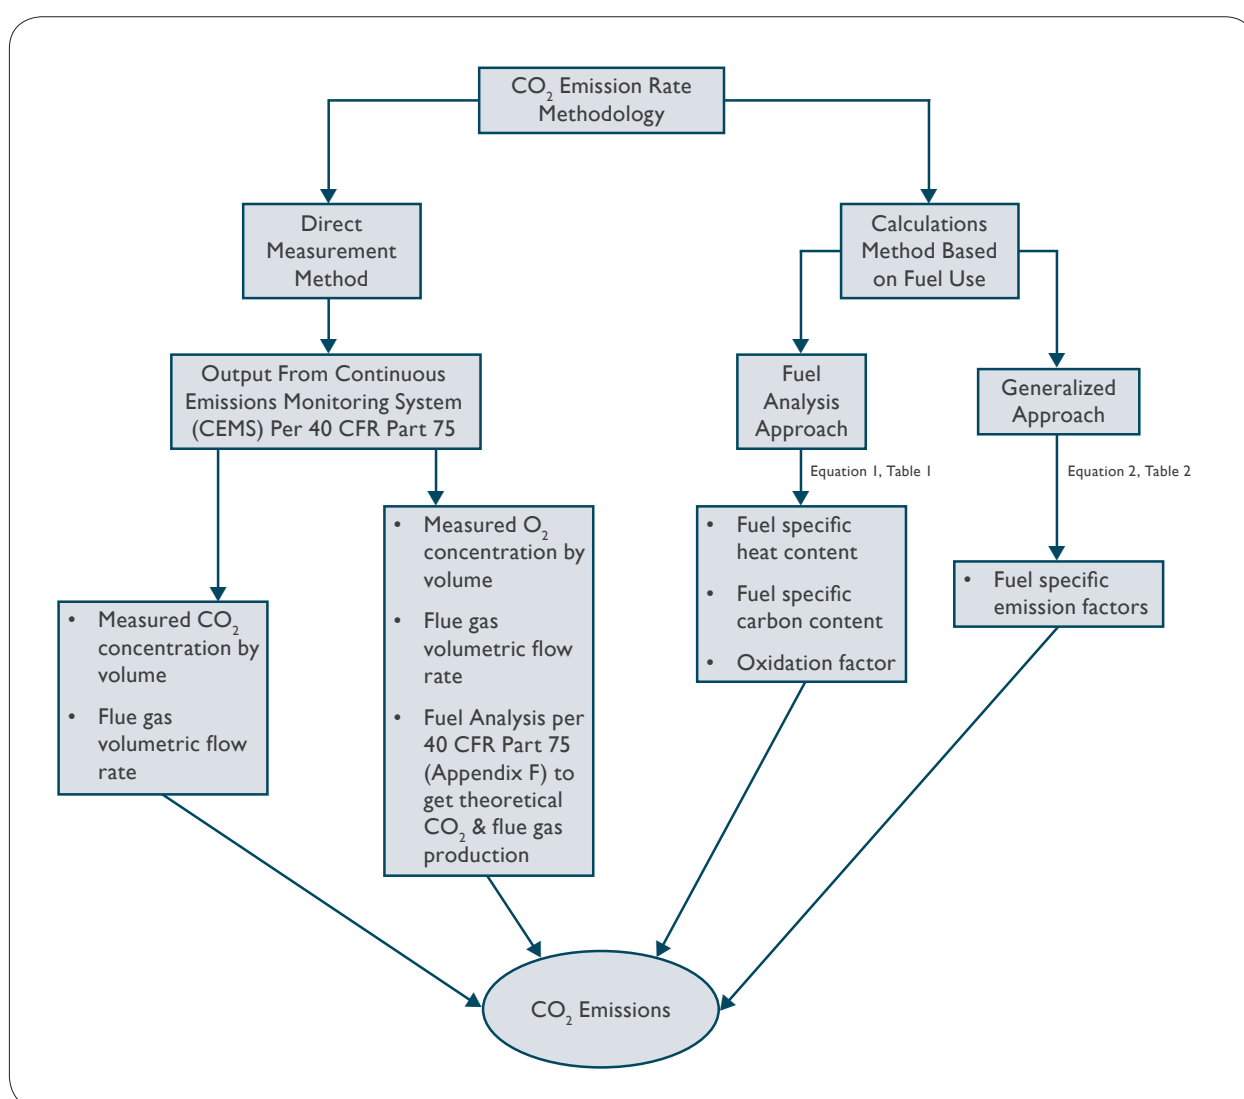 CO₂ Emission Rate
Methodology
Direct
Measurement
Method
Calculations
Method Based
on Fuel Use
Output From Continuous
Emissions Monitoring System
(CEMS) Per 40 CFR Part 75
Fuel
Analysis
Approach
Generalized
Approach
Equation 1, Table 1
Equation 2, Table 2
• Measured CO₂
concentration by
volume
• Flue gas
volumetric flow
rate
• Measured O₂
concentration by
volume
• Flue gas
volumetric flow
rate
• Fuel Analysis per
40 CFR Part 75
(Appendix F) to
get theoretical
CO₂ & flue gas
production
• Fuel specific
heat content
• Fuel specific
carbon content
• Oxidation factor
• Fuel specific
emission factors
CO₂ Emissions